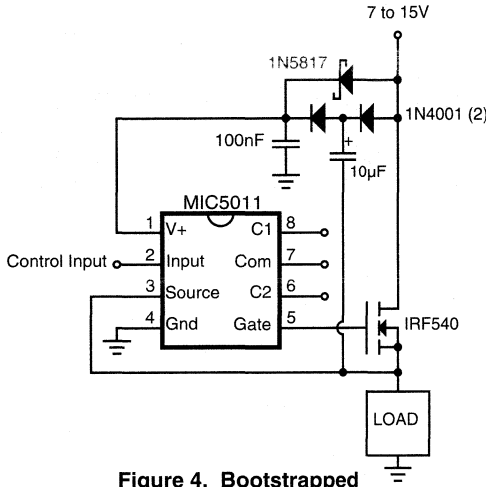 7 to 15V
1N5817
1N4001 (2)
100nF
+
10µF
MIC5011
1 V+ C1 8
Control Input 2 Input Com 7
3 Source C2 6
4 Gnd Gate 5
IRF540
LOAD
Figure 4. Bootstrapped